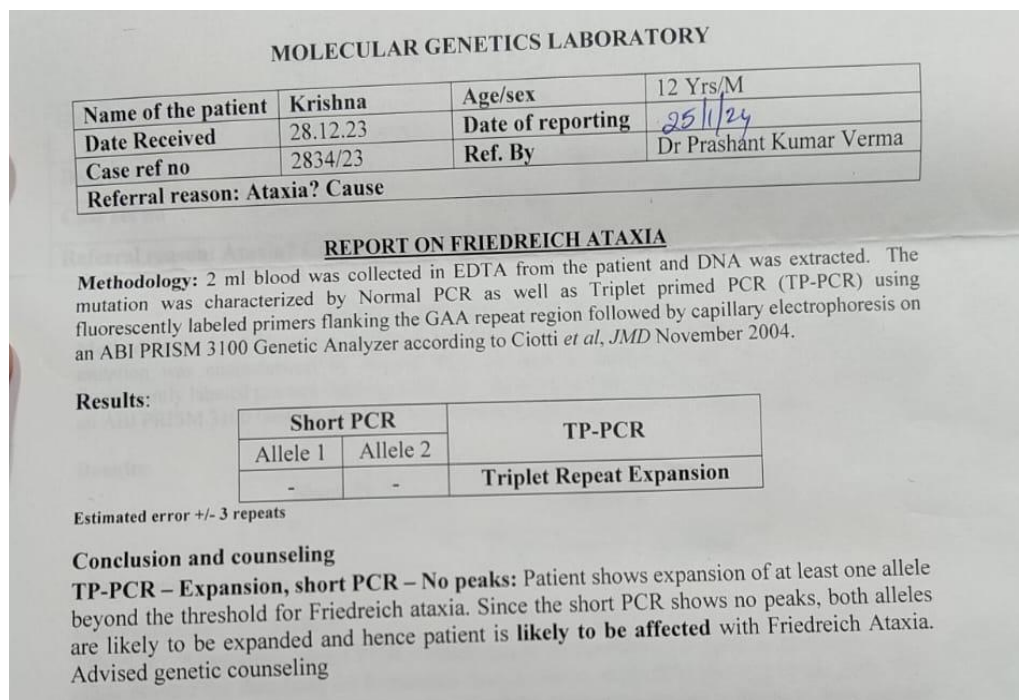 MOLECULAR GENETICS LABORATORY
Name of the patient Krishna Age/sex 12 Yrs/M
Date Received 28.12.23 Date of reporting 25/1/24
Case ref no 2834/23 Ref. By Dr Prashant Kumar Verma
Referral reason: Ataxia? Cause
REPORT ON FRIEDREICH ATAXIA
Methodology: 2 ml blood was collected in EDTA from the patient and DNA was extracted. The
mutation was characterized by Normal PCR as well as Triplet primed PCR (TP-PCR) using
fluorescently labeled primers flanking the GAA repeat region followed by capillary electrophoresis on
an ABI PRISM 3100 Genetic Analyzer according to Ciotti et al, JMD November 2004.
Results:
Short PCR TP-PCR
Allele 1 Allele 2
- - Triplet Repeat Expansion
Estimated error +/- 3 repeats
Conclusion and counseling
TP-PCR – Expansion, short PCR – No peaks: Patient shows expansion of at least one allele
beyond the threshold for Friedreich ataxia. Since the short PCR shows no peaks, both alleles
are likely to be expanded and hence patient is likely to be affected with Friedreich Ataxia.
Advised genetic counseling